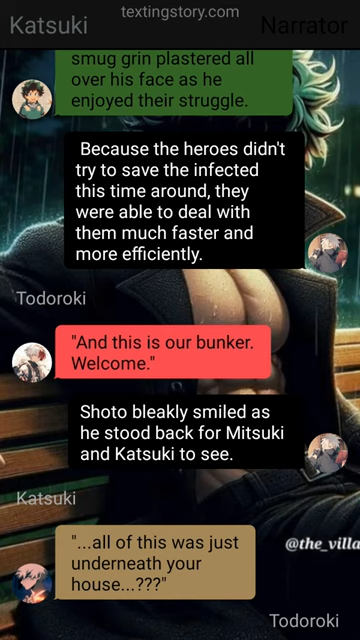 textingstory.com
Katsuki
Narrator
smug grin plastered all
over his face as he
enjoyed their struggle.
Because the heroes didn't
try to save the infected
this time around, they
were able to deal with
them much faster and
more efficiently.
Todoroki
"And this is our bunker.
Welcome."
Shoto bleakly smiled as
he stood back for Mitsuki
and Katsuki to see.
Katsuki
@the_villa
"...all of this was just
underneath your
house...???"
Todoroki